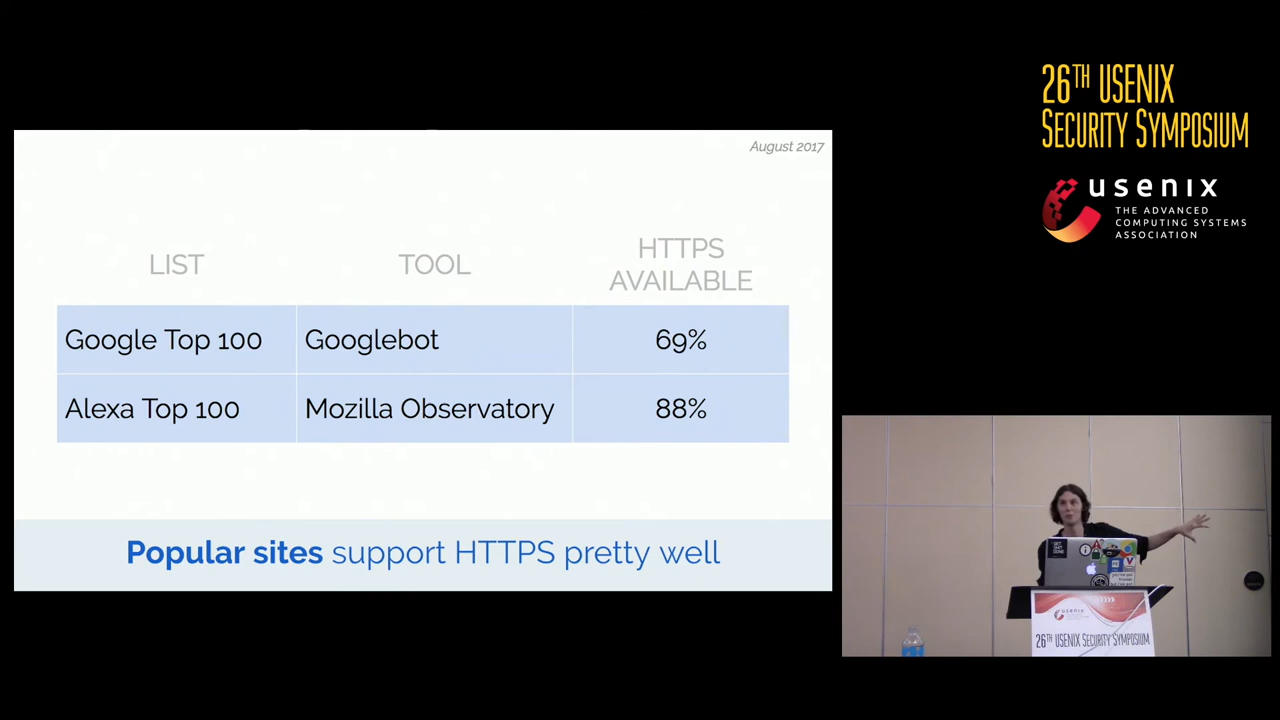 26TH USENIX
SECURITY SYMPOSIUM
usenix
THE ADVANCED
COMPUTING SYSTEMS
ASSOCIATION
August 2017
LIST TOOL HTTPS AVAILABLE
Google Top 100 Googlebot 69%
Alexa Top 100 Mozilla Observatory 88%
Popular sites support HTTPS pretty well
usenix
26TH USENIX SECURITY SYMPOSIUM